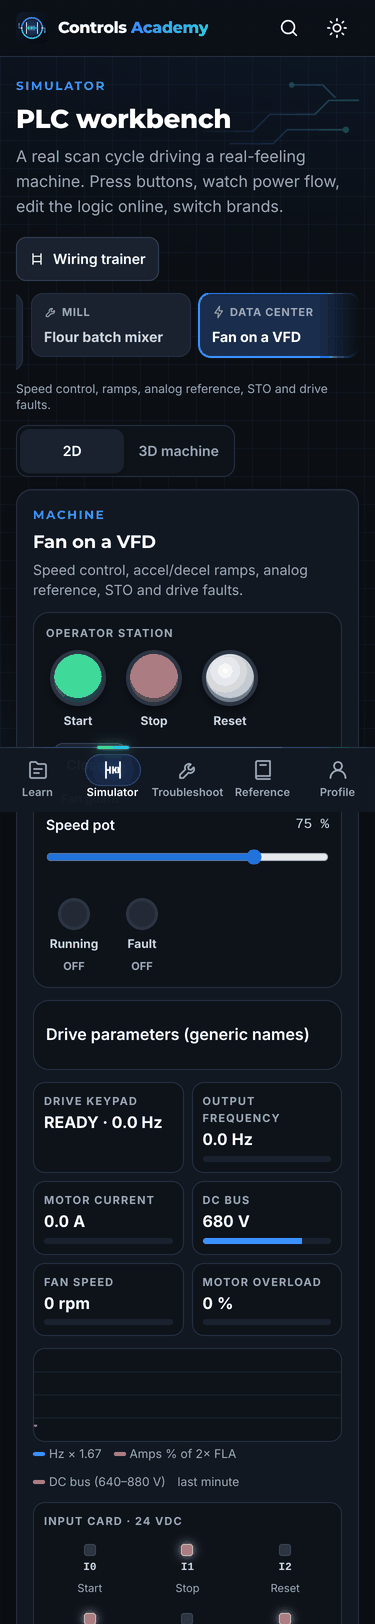 Controls Academy
SIMULATOR
PLC workbench
A real scan cycle driving a real-feeling
machine. Press buttons, watch power flow,
edit the logic online, switch brands.
Wiring trainer
MILL
Flour batch mixer
DATA CENTER
Fan on a VFD
Speed control, ramps, analog reference, STO and drive
faults.
2D
3D machine
MACHINE
Fan on a VFD
Speed control, accel/decel ramps, analog
reference, STO and drive faults.
OPERATOR STATION
Start
Stop
Reset
Learn
Simulator
Troubleshoot
Reference
Profile
Speed pot
75 %
Running
Fault
OFF
OFF
Drive parameters (generic names)
DRIVE KEYPAD
READY · 0.0 Hz
OUTPUT
FREQUENCY
0.0 Hz
MOTOR CURRENT
0.0 A
DC BUS
680 V
FAN SPEED
0 rpm
MOTOR OVERLOAD
0 %
Hz × 1.67
Amps % of 2× FLA
DC bus (640–880 V)
last minute
INPUT CARD · 24 VDC
I0
I1
I2
Start
Stop
Reset